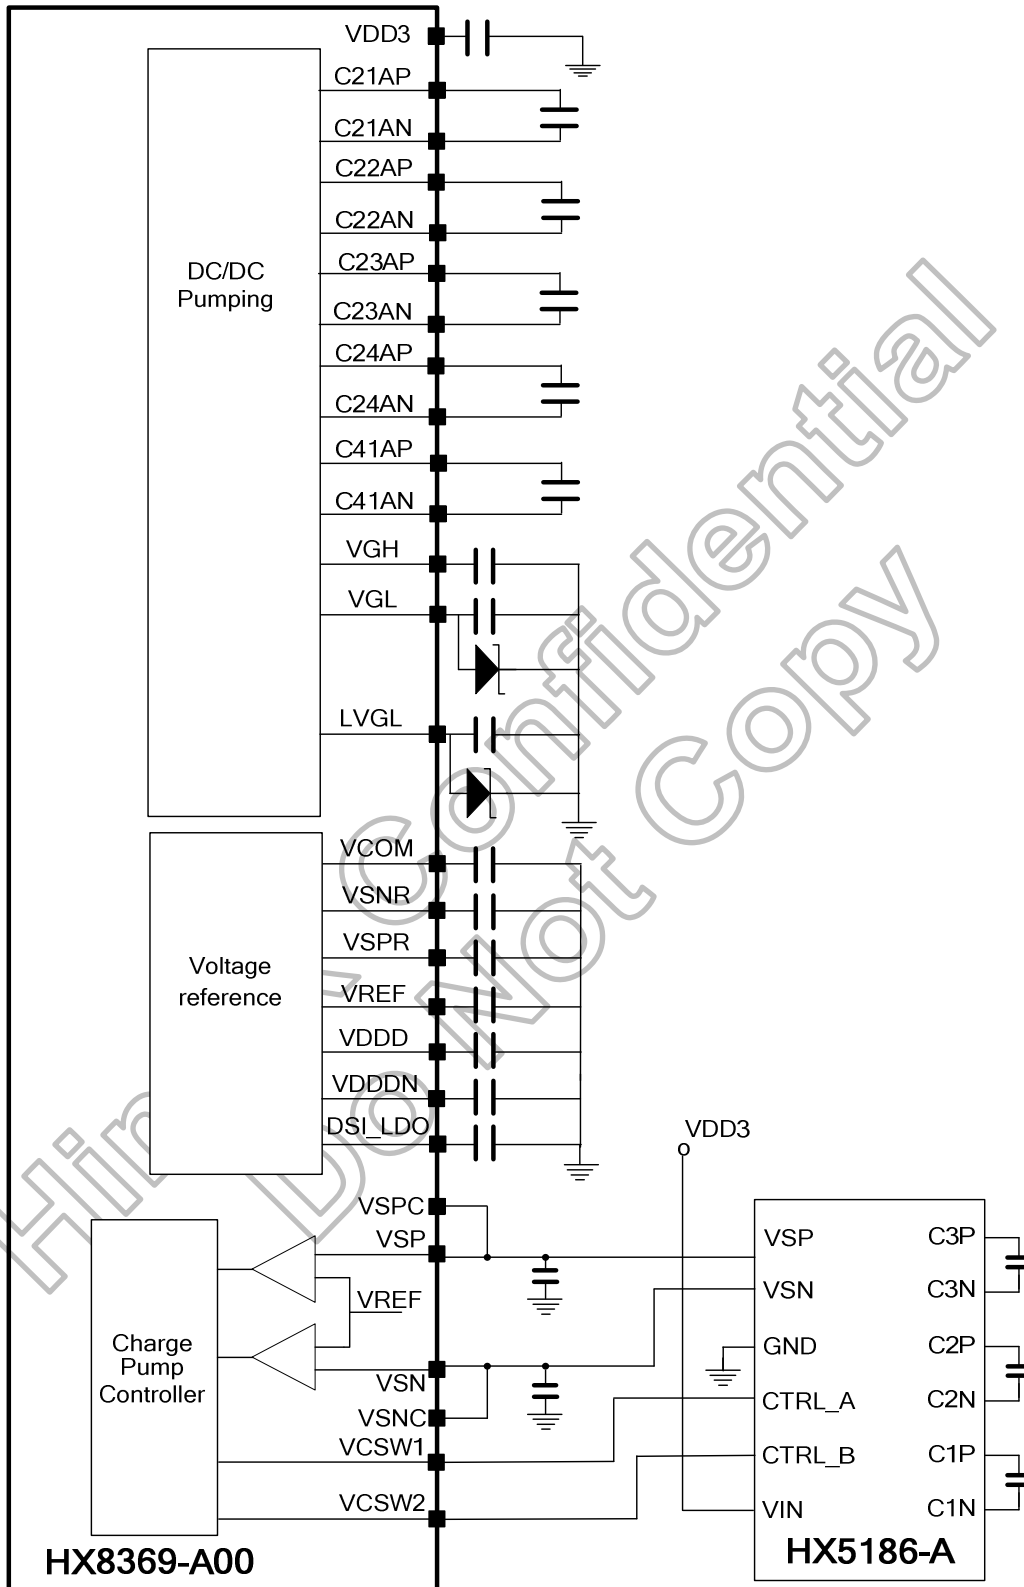 VDD3
C21AP
C21AN
C22AP
C22AN
DC/DC
Pumping
C23AP
C23AN
C24AP
C24AN
C41AP
C41AN
VGH
VGL
LVGL
Voltage
reference
VCOM
VSNR
VSPR
VREF
VDDD
VDDDN
DSI_LDO
VSPC
VSP
VREF
Charge
Pump
Controller
VSN
VSNC
VCSW1
VCSW2
HX8369-A00
VDD3
VSP
C3P
VSN
C3N
GND
C2P
CTRL_A
C2N
CTRL_B
C1P
VIN
C1N
HX5186-A
Confidential
Do Not Copy